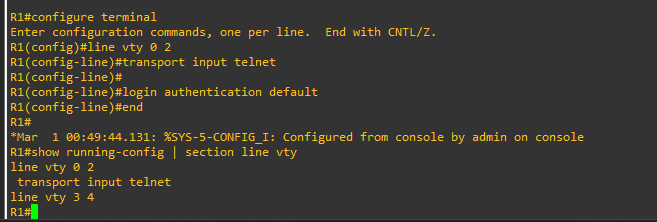 R1#configure terminal
Enter configuration commands, one per line.  End with CNTL/Z.
R1(config)#line vty 0 2
R1(config-line)#transport input telnet
R1(config-line)#
R1(config-line)#login authentication default
R1(config-line)#end
R1#
*Mar  1 00:49:44.131: %SYS-5-CONFIG_I: Configured from console by admin on console
R1#show running-config | section line vty
line vty 0 2
 transport input telnet
line vty 3 4
R1#